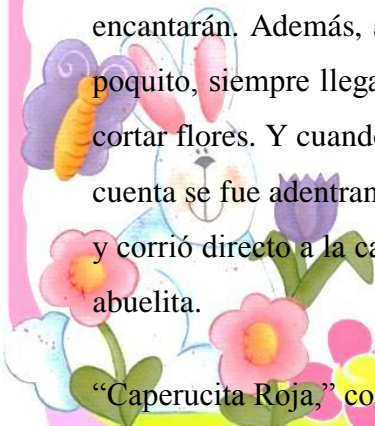 encantarán. Además,
poquito, siempre llega
cortar flores. Y cuand
cuenta se fue adentran
y corrió directo a la ca
abuelita.
“Caperucita Roja,” co